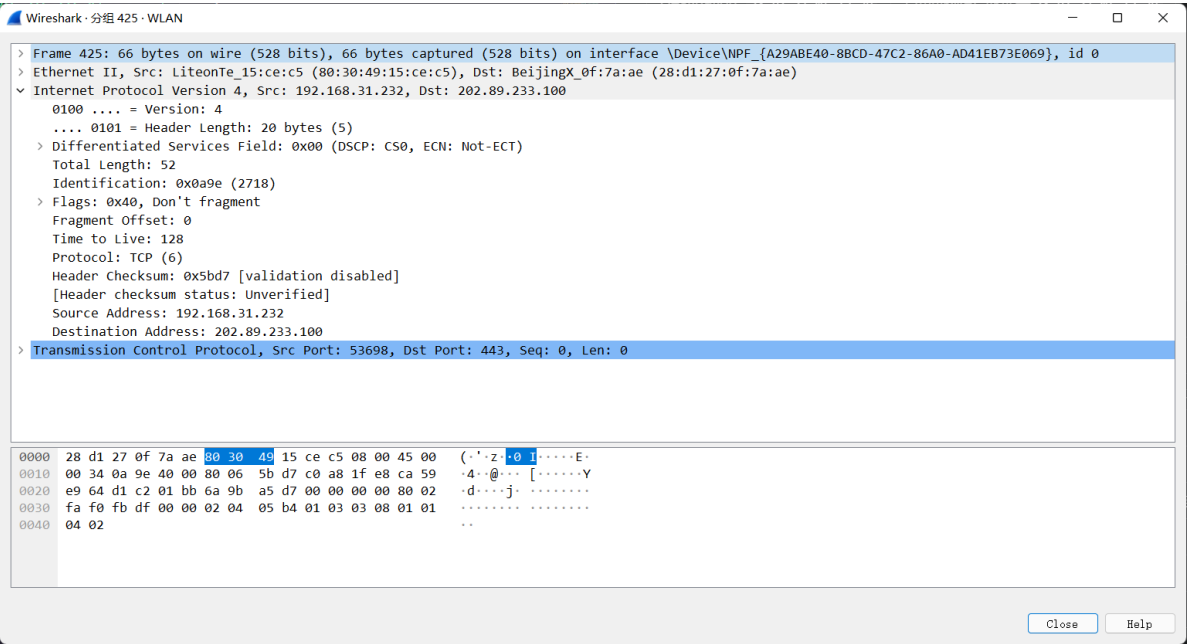 Wireshark · 分组 425 · WLAN
Frame 425: 66 bytes on wire (528 bits), 66 bytes captured (528 bits) on interface \Device\NPF_{A29ABE40-8BCD-47C2-86A0-AD41EB73E069}, id 0
Ethernet II, Src: LiteonTe_15:ce:c5 (80:30:49:15:ce:c5), Dst: BeijingX_0f:7a:ae (28:d1:27:0f:7a:ae)
Internet Protocol Version 4, Src: 192.168.31.232, Dst: 202.89.233.100
0100 .... = Version: 4
.... 0101 = Header Length: 20 bytes (5)
Differentiated Services Field: 0x00 (DSCP: CS0, ECN: Not-ECT)
Total Length: 52
Identification: 0x0a9e (2718)
Flags: 0x40, Don't fragment
Fragment Offset: 0
Time to Live: 128
Protocol: TCP (6)
Header Checksum: 0x5bd7 [validation disabled]
[Header checksum status: Unverified]
Source Address: 192.168.31.232
Destination Address: 202.89.233.100
Transmission Control Protocol, Src Port: 53698, Dst Port: 443, Seq: 0, Len: 0
0000 28 d1 27 0f 7a ae 80 30 49 15 ce c5 08 00 45 00 (·'·z··0 I·····E·
0010 00 34 0a 9e 40 00 80 06 5b d7 c0 a8 1f e8 ca 59 ·4··@··· [······Y
0020 e9 64 d1 c2 01 bb 6a 9b a5 d7 00 00 00 00 80 02 ·d····j· ········
0030 fa f0 fb df 00 00 02 04 05 b4 01 03 03 08 01 01 ········ ········
0040 04 02 ··
Close Help